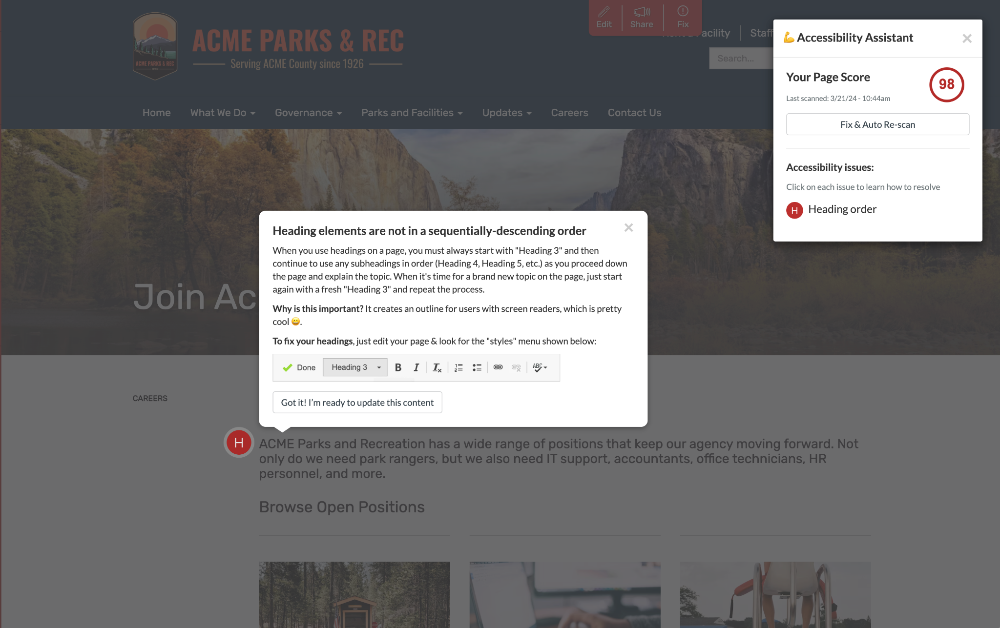 Edit
Share
Fix
ACME PARKS & REC
Serving ACME County since 1926
ACME PARKS & REC
Facility
Staff
Search...
Home
What We Do
Governance
Parks and Facilities
Updates
Careers
Contact Us
💪 Accessibility Assistant
Your Page Score
98
Last scanned: 3/21/24 - 10:44am
Fix & Auto Re-scan
Accessibility issues:
Click on each issue to learn how to resolve
H Heading order
Join Ac
Heading elements are not in a sequentially-descending order
When you use headings on a page, you must always start with "Heading 3" and then
continue to use any subheadings in order (Heading 4, Heading 5, etc.) as you proceed down
the page and explain the topic. When it's time for a brand new topic on the page, just start
again with a fresh "Heading 3" and repeat the process.
Why is this important? It creates an outline for users with screen readers, which is pretty
cool 😀.
To fix your headings, just edit your page & look for the "styles" menu shown below:
Done Heading 3 B I Tx ABC
Got it! I’m ready to update this content
CAREERS
H
ACME Parks and Recreation has a wide range of positions that keep our agency moving forward. Not
only do we need park rangers, but we also need IT support, accountants, office technicians, HR
personnel, and more.
Browse Open Positions